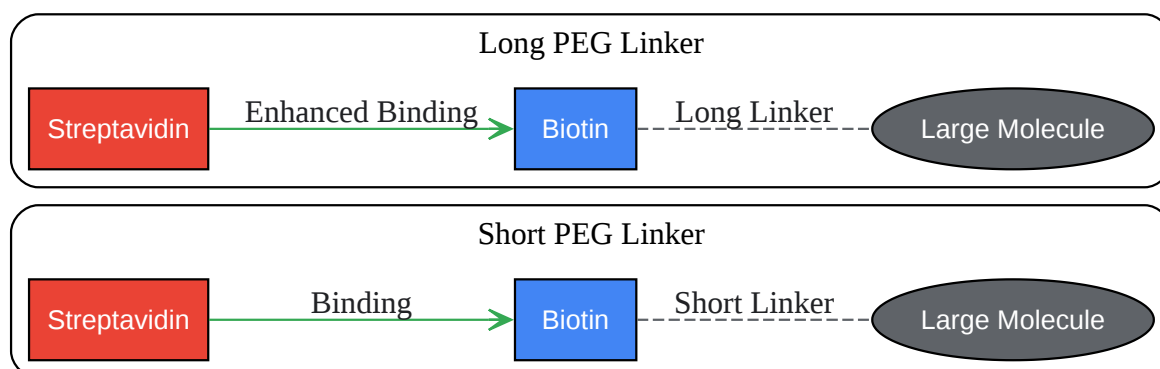 Long PEG Linker
Streptavidin
Enhanced Binding
Biotin
Long Linker
Large Molecule
Short PEG Linker
Streptavidin
Binding
Biotin
Short Linker
Large Molecule